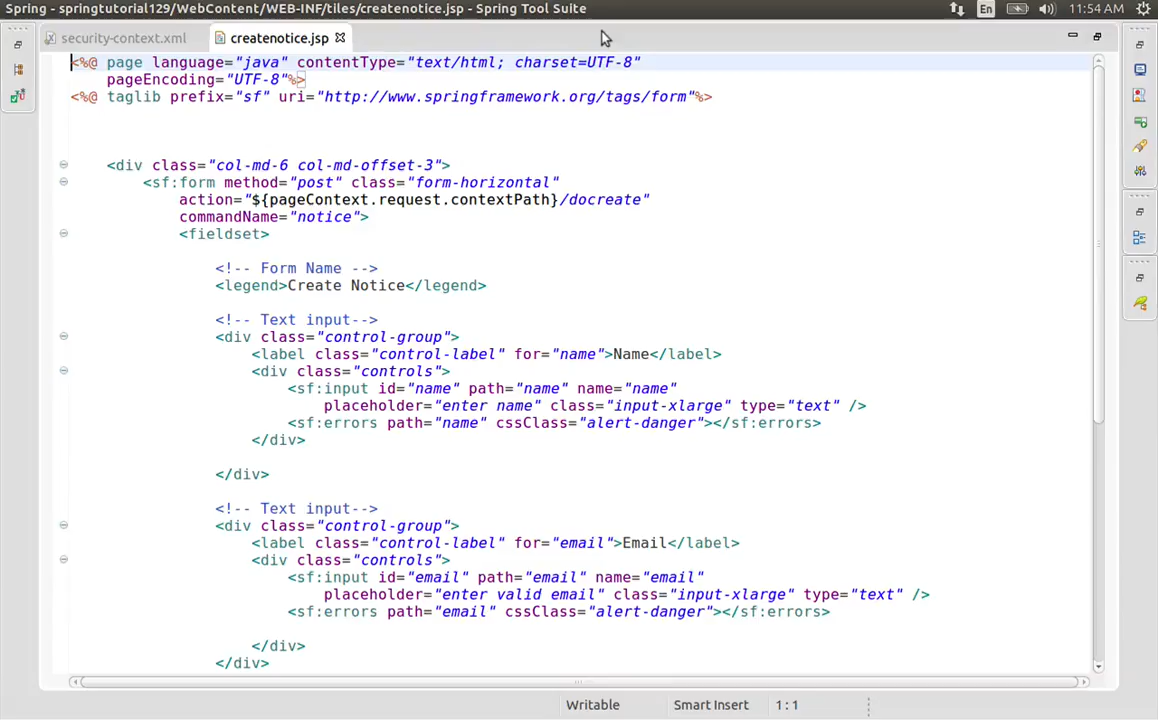 Spring - springtutorial129/WebContent/WEB-INF/tiles/createnotice.jsp - Spring Tool Suite
En
11:54 AM
security-context.xml
createnotice.jsp
<%@ page language="java" contentType="text/html; charset=UTF-8"
pageEncoding="UTF-8"%>
<%@ taglib prefix="sf" uri="http://www.springframework.org/tags/form"%>
<div class="col-md-6 col-md-offset-3">
<sf:form method="post" class="form-horizontal"
action="${pageContext.request.contextPath}/docreate"
commandName="notice">
<fieldset>
<!-- Form Name -->
<legend>Create Notice</legend>
<!-- Text input-->
<div class="control-group">
<label class="control-label" for="name">Name</label>
<div class="controls">
<sf:input id="name" path="name" name="name"
placeholder="enter name" class="input-xlarge" type="text" />
<sf:errors path="name" cssClass="alert-danger"></sf:errors>
</div>
</div>
<!-- Text input-->
<div class="control-group">
<label class="control-label" for="email">Email</label>
<div class="controls">
<sf:input id="email" path="email" name="email"
placeholder="enter valid email" class="input-xlarge" type="text" />
<sf:errors path="email" cssClass="alert-danger"></sf:errors>
</div>
</div>
Writable
Smart Insert
1 : 1